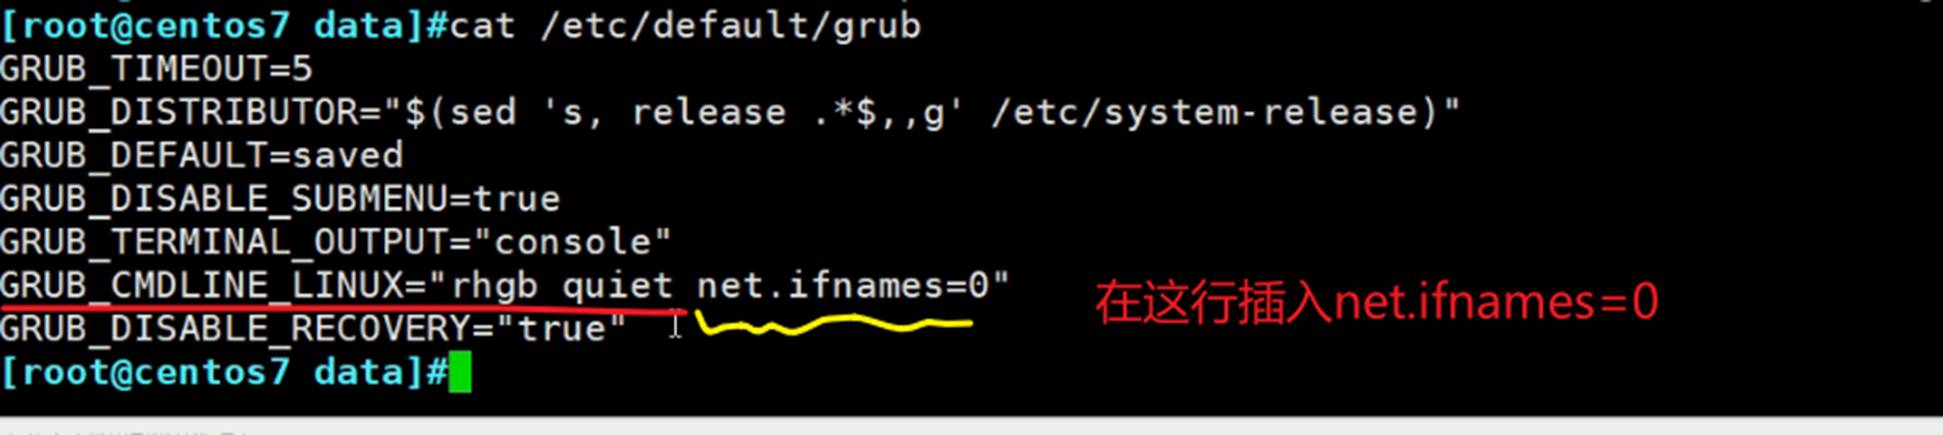 [root@centos7 data]#cat /etc/default/grub
GRUB_TIMEOUT=5
GRUB_DISTRIBUTOR="$(sed 's, release .*$,,g' /etc/system-release)"
GRUB_DEFAULT=saved
GRUB_DISABLE_SUBMENU=true
GRUB_TERMINAL_OUTPUT="console"
GRUB_CMDLINE_LINUX="rhgb quiet net.ifnames=0"
在这行插入net.ifnames=0
GRUB_DISABLE_RECOVERY="true"
[root@centos7 data]#